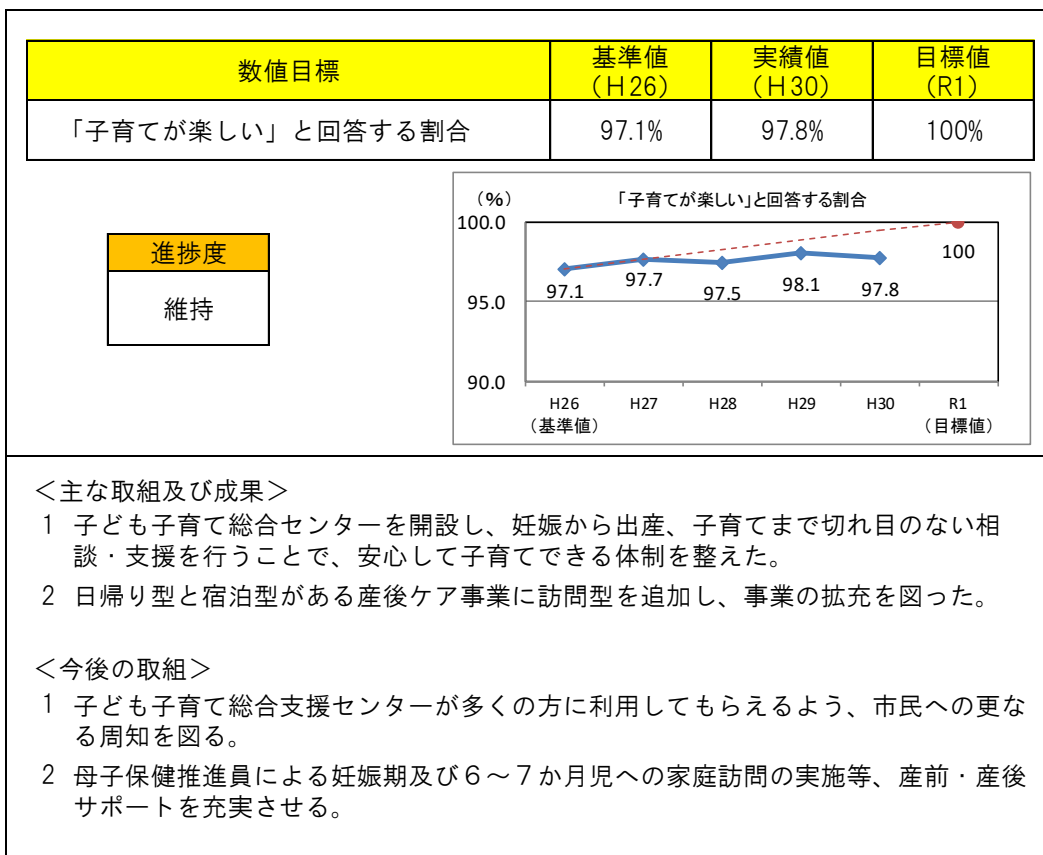 数値目標 基準値 実績値 目標値
（H26） （H30） （R1）
「子育てが楽しい」と回答する割合 97.1% 97.8% 100%
進捗度
維持
（%） 「子育てが楽しい」と回答する割合
100.0
95.0
90.0
97.1 97.7 97.5 98.1 97.8 100
H26 H27 H28 H29 H30 R1
（基準値） （目標値）
＜主な取組及び成果＞
1 子ども子育て総合センターを開設し、妊娠から出産、子育てまで切れ目のない相
談・支援を行うことで、安心して子育てできる体制を整えた。
2 日帰り型と宿泊型がある産後ケア事業に訪問型を追加し、事業の拡充を図った。
＜今後の取組＞
1 子ども子育て総合支援センターが多くの方に利用してもらえるよう、市民への更な
る周知を図る。
2 母子保健推進員による妊娠期及び６～７か月児への家庭訪問の実施等、産前・産後
サポートを充実させる。